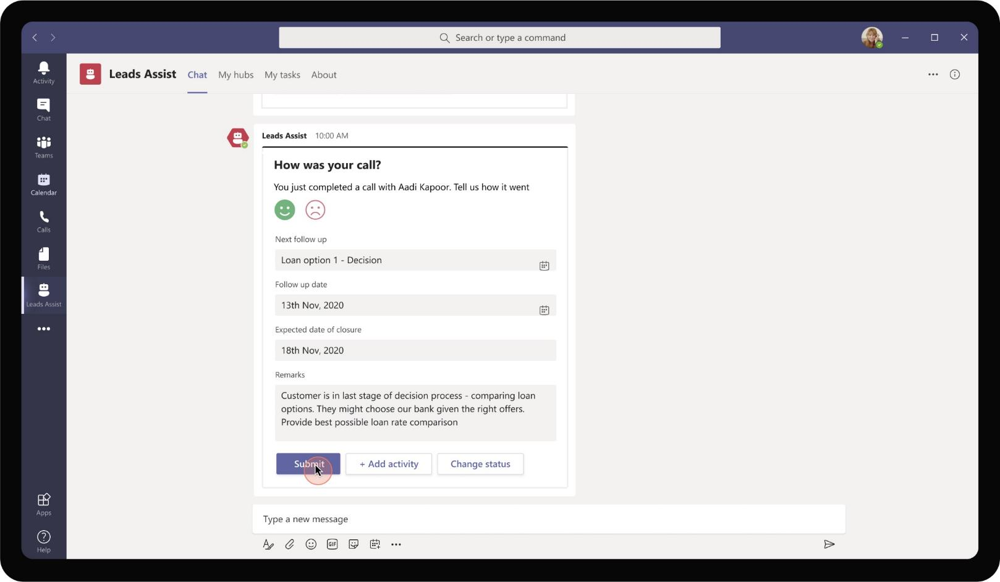 Search or type a command
Activity
Chat
Teams
Calendar
Calls
Files
Leads Assist
Apps
Help
Leads Assist
Chat
My hubs
My tasks
About
Leads Assist 10:00 AM
How was your call?
You just completed a call with Aadi Kapoor. Tell us how it went
Next follow up
Loan option 1 - Decision
Follow up date
13th Nov, 2020
Expected date of closure
18th Nov, 2020
Remarks
Customer is in last stage of decision process - comparing loan
options. They might choose our bank given the right offers.
Provide best possible loan rate comparison
Submit
+ Add activity
Change status
Type a new message
GIF